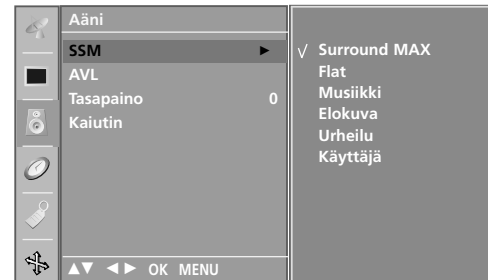 Ääni
SSM ►
AVL
Tasapaino 0
Kaiutin
▲▼ ◄► OK MENU
√ Surround MAX
Flat
Musiikki
Elokuva
Urheilu
Käyttäjä